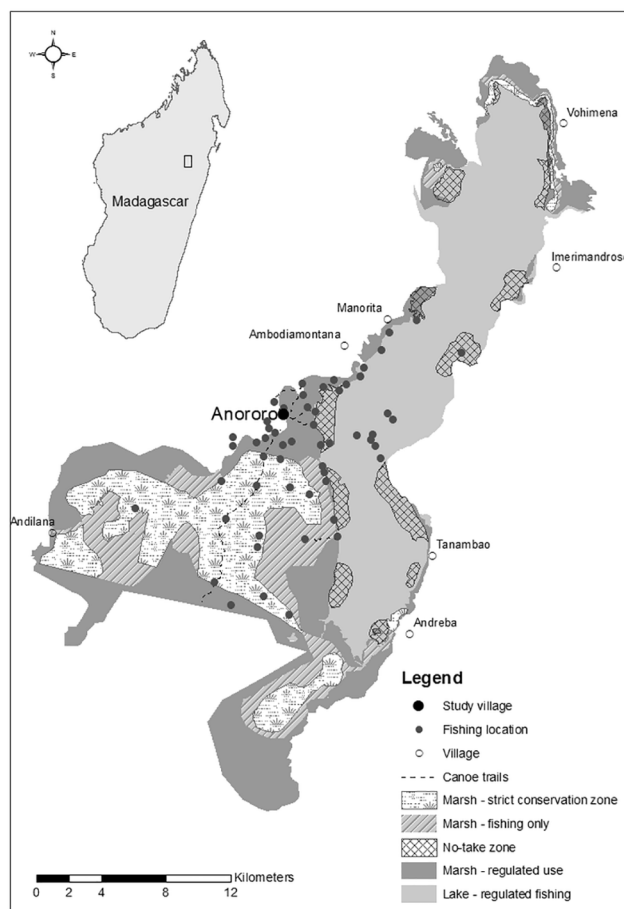 N
W E
S
Madagascar
Vohimena
Imerimandroso
Manorita
Ambodiamontana
Anororo
Andilana
Tanambao
Andreba
Legend
Study village
Fishing location
Village
Canoe trails
Marsh - strict conservation zone
Marsh - fishing only
No-take zone
Marsh - regulated use
Lake - regulated fishing
Kilometers
0 2 4 8 12